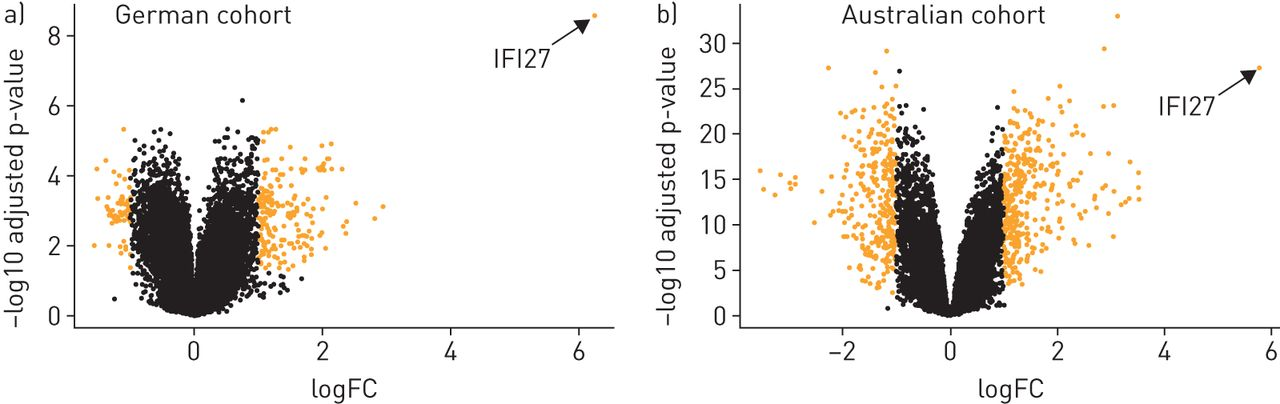 a)
German cohort
IFI27
–log10 adjusted p-value
8
6
4
2
0
0 2 4 6
logFC
b)
Australian cohort
IFI27
–log10 adjusted p-value
30
25
20
15
10
5
0
–2 0 2 4 6
logFC